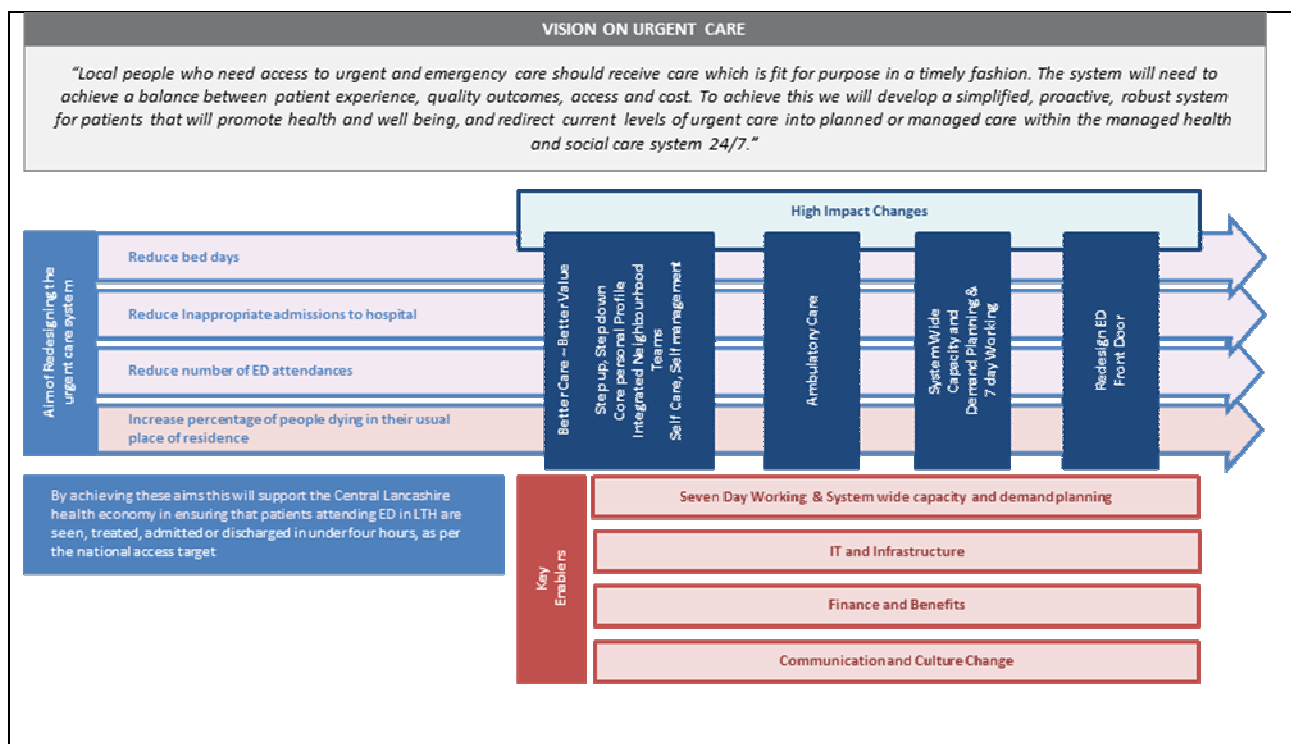 VISION ON URGENT CARE
“Local people who need access to urgent and emergency care should receive care which is fit for purpose in a timely fashion. The system will need to
achieve a balance between patient experience, quality outcomes, access and cost. To achieve this we will develop a simplified, proactive, robust system
for patients that will promote health and well being, and redirect current levels of urgent care into planned or managed care within the managed health
and social care system 24/7.”
High Impact Changes
Aim of Redesigning the
urgent care system
Reduce bed days
Reduce Inappropriate admissions to hospital
Reduce number of ED attendances
Increase percentage of people dying in their usual
place of residence
Better Care ~ Better Value
Step up, Step down
Core personal Profile
Integrated Neighbourhood
Teams
Self Care, Self management
Ambulatory Care
System Wide
Capacity and
Demand Planning &
7 day Working
Redesign ED
Front Door
By achieving these aims this will support the Central Lancashire
health economy in ensuring that patients attending ED in LTH are
seen, treated, admitted or discharged in under four hours, as per
the national access target
Key
Enablers
Seven Day Working & System wide capacity and demand planning
IT and Infrastructure
Finance and Benefits
Communication and Culture Change